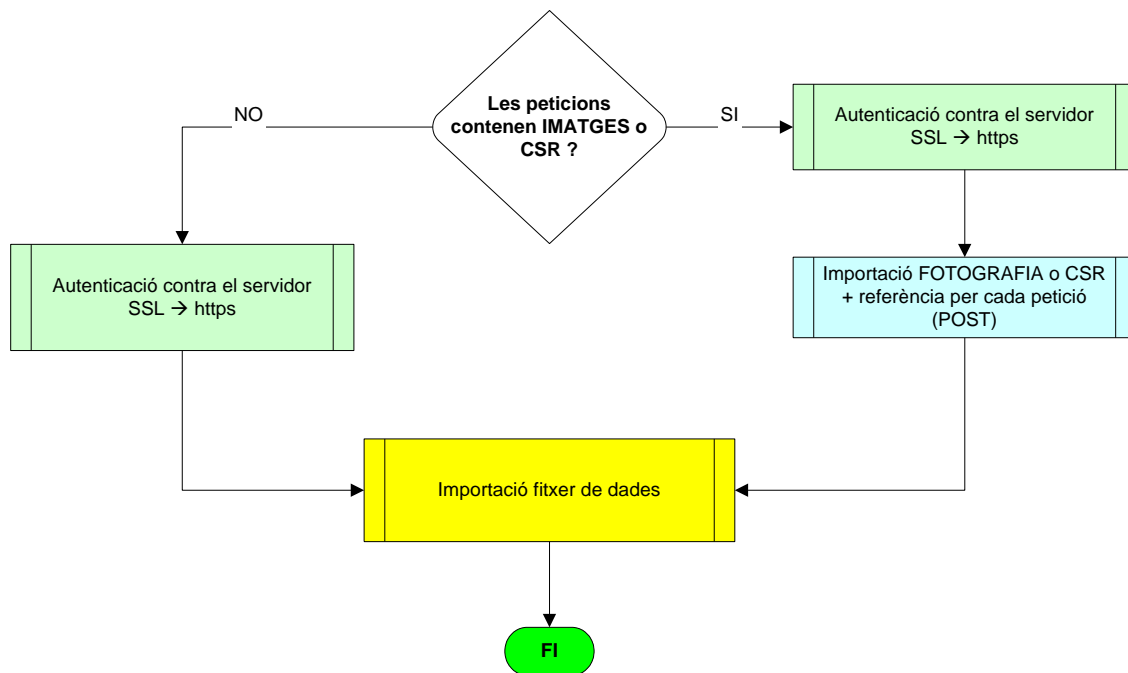 Les peticions
contenen IMATGES o
CSR ?
NO
SI
Autenticació contra el servidor
SSL → https
Autenticació contra el servidor
SSL → https
Importació FOTOGRAFIA o CSR
+ referència per cada petició
(POST)
Importació fitxer de dades
FI